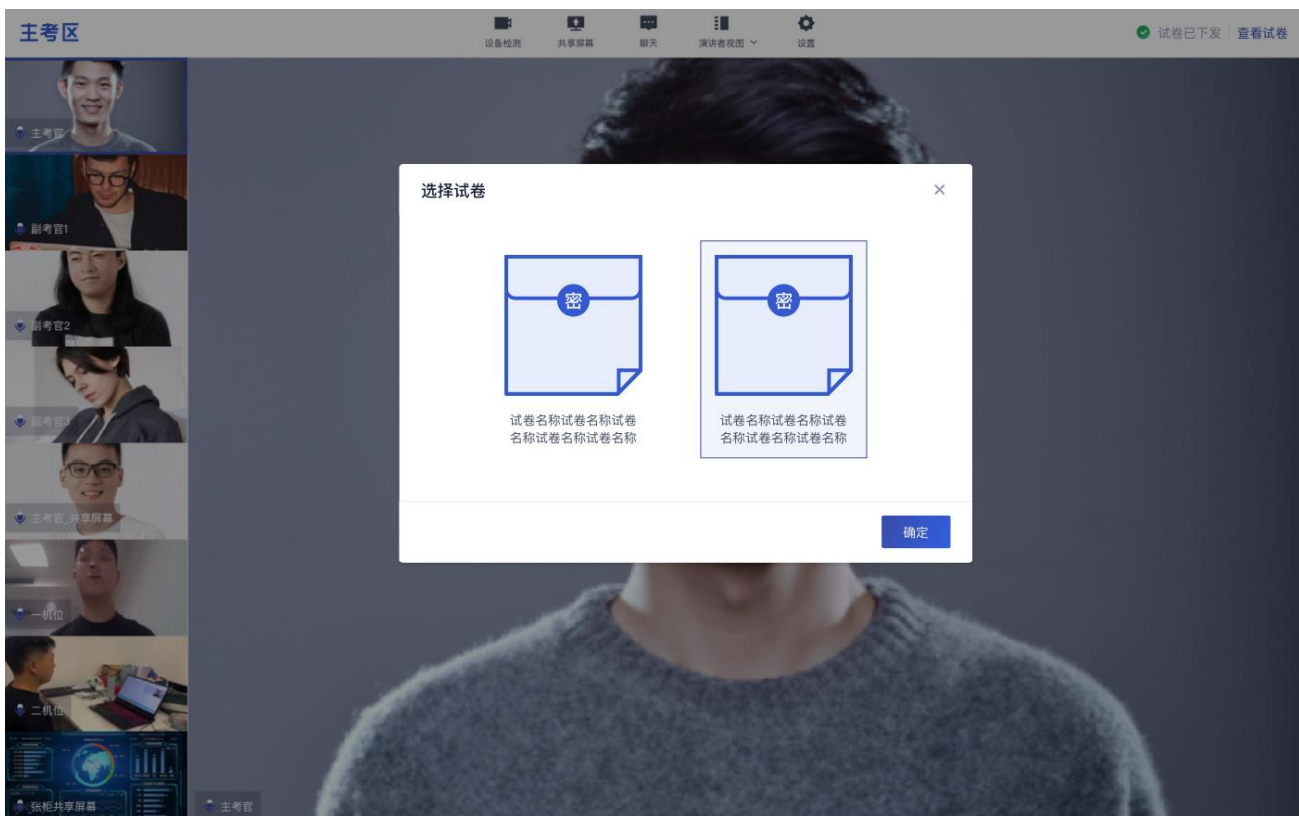 主考区
设备检测
共享屏幕
聊天
演讲者视图
设置
试卷已下发
查看试卷
主考官
副考官1
副考官2
副考官3
主考官_共享屏幕
一机位
二机位
张柜共享屏幕
主考官
选择试卷
密
密
试卷名称试卷名称试卷
名称试卷名称试卷名称
试卷名称试卷名称试卷
名称试卷名称试卷名称
确定